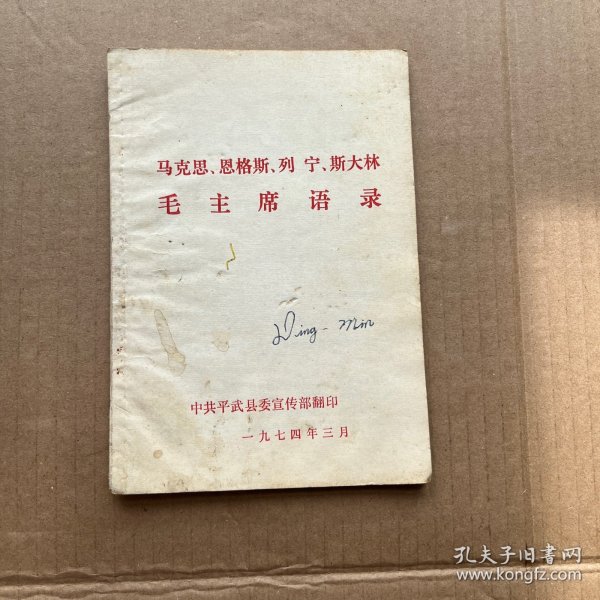 马克思、恩格斯、列 宁、斯大林
毛 主 席 语 录
Ding - Min
中共平武县委宣传部翻印
一九七四年三月
孔夫子旧书网
www.kongfz.com